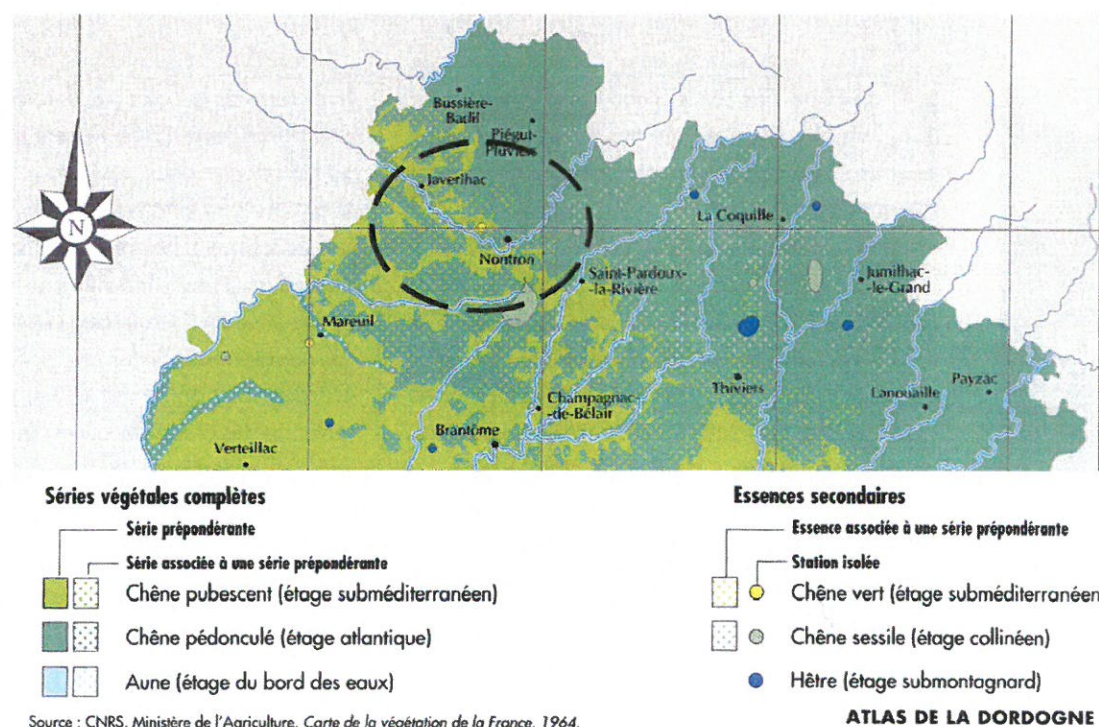 Bussière-
Badil
Piégut-
Pluviers
Javerlhac
N
La Coquille
Nontron
Saint-Pardoux-
-la-Rivière
Jumilhac-
-le-Grand
Mareuil
Thiviers
Payzac
Lanouaille
Champagnac-
-de-Bélair
Brantôme
Verteillac
Séries végétales complètes
Série prépondérante
Série associée à une série prépondérante
Chêne pubescent (étage subméditerranéen)
Chêne pédonculé (étage atlantique)
Aune (étage du bord des eaux)
Source : CNRS, Ministère de l'Agriculture, Carte de la végétation de la France, 1964.
Essences secondaires
Essence associée à une série prépondérante
Station isolée
Chêne vert (étage subméditerranéen
Chêne sessile (étage collinéen)
Hêtre (étage submontagnard)
ATLAS DE LA DORDOGNE